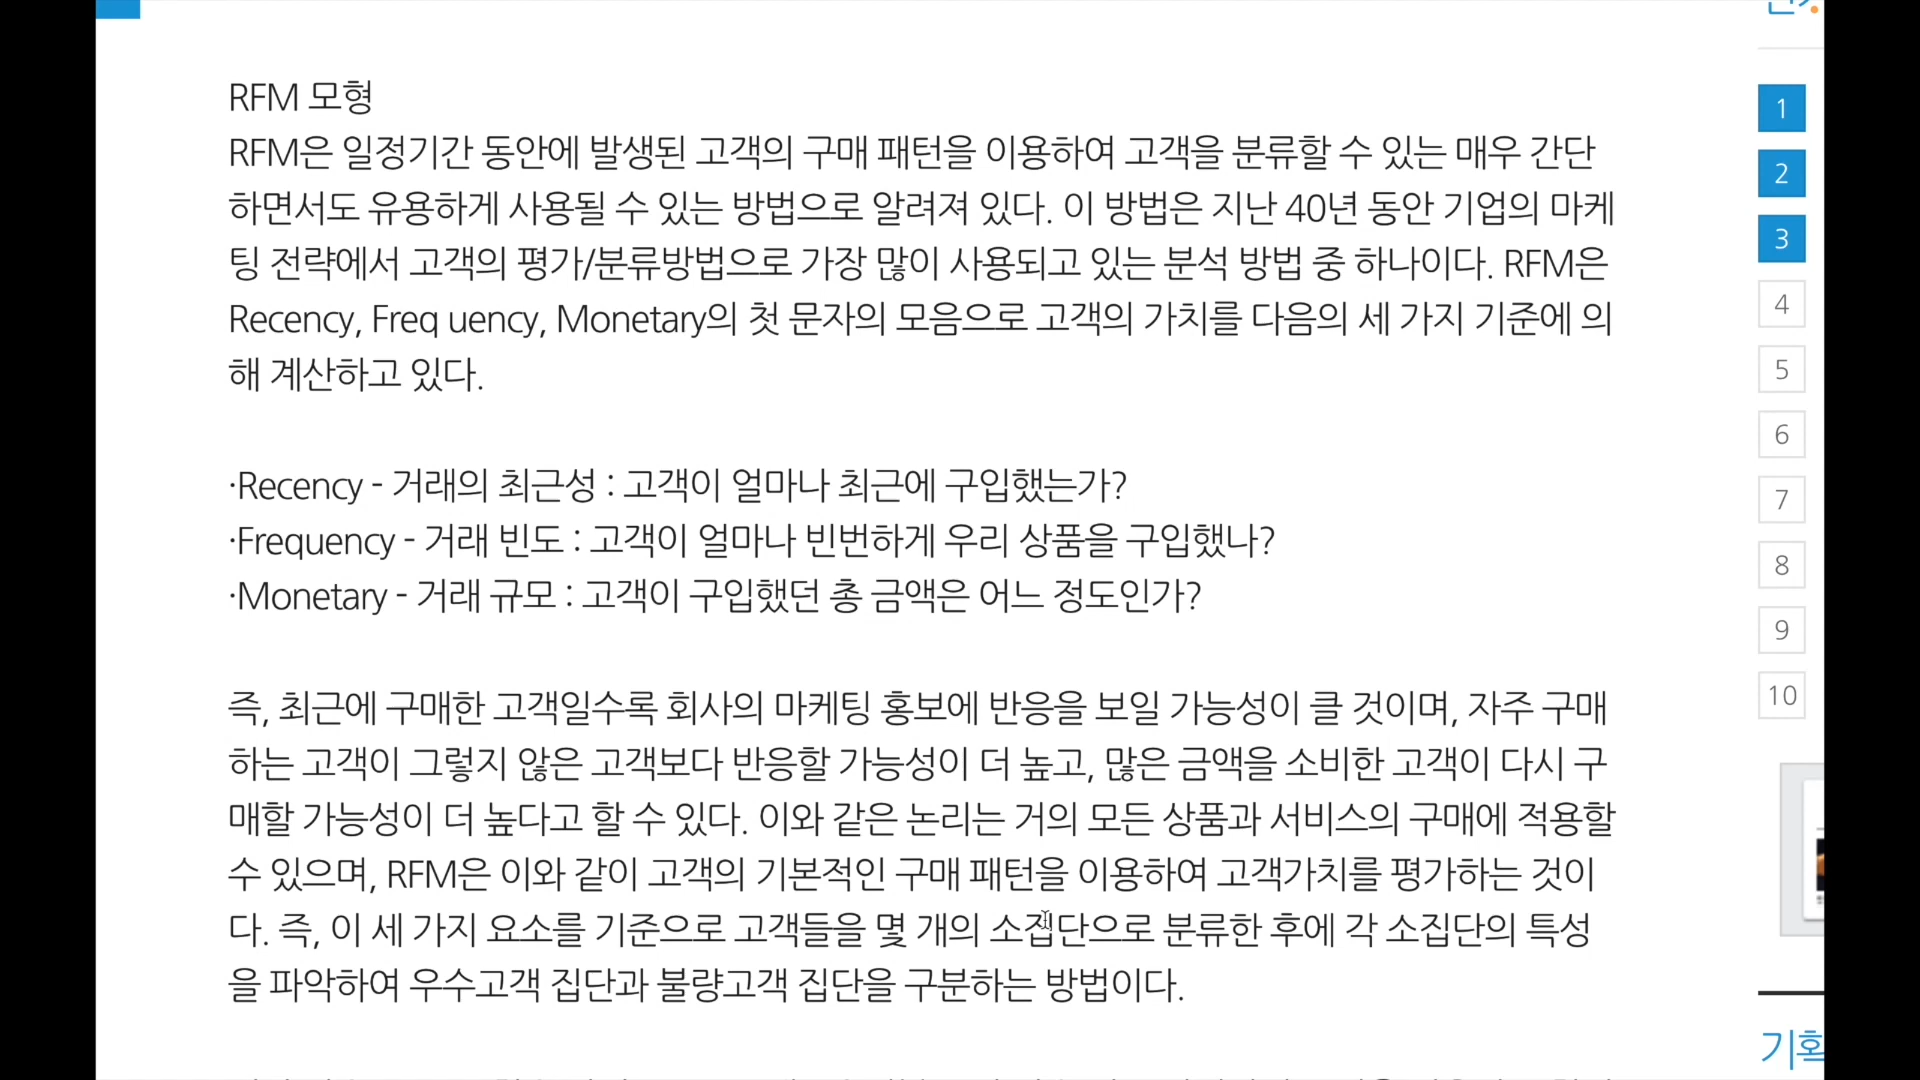 RFM 모형
RFM은 일정기간 동안에 발생된 고객의 구매 패턴을 이용하여 고객을 분류할 수 있는 매우 간단
하면서도 유용하게 사용될 수 있는 방법으로 알려져 있다. 이 방법은 지난 40년 동안 기업의 마케
팅 전략에서 고객의 평가/분류방법으로 가장 많이 사용되고 있는 분석 방법 중 하나이다. RFM은
Recency, Freq uency, Monetary의 첫 문자의 모음으로 고객의 가치를 다음의 세 가지 기준에 의
해 계산하고 있다.
·Recency - 거래의 최근성 : 고객이 얼마나 최근에 구입했는가?
·Frequency - 거래 빈도 : 고객이 얼마나 빈번하게 우리 상품을 구입했나?
·Monetary - 거래 규모 : 고객이 구입했던 총 금액은 어느 정도인가?
즉, 최근에 구매한 고객일수록 회사의 마케팅 홍보에 반응을 보일 가능성이 클 것이며, 자주 구매
하는 고객이 그렇지 않은 고객보다 반응할 가능성이 더 높고, 많은 금액을 소비한 고객이 다시 구
매할 가능성이 더 높다고 할 수 있다. 이와 같은 논리는 거의 모든 상품과 서비스의 구매에 적용할
수 있으며, RFM은 이와 같이 고객의 기본적인 구매 패턴을 이용하여 고객가치를 평가하는 것이
다. 즉, 이 세 가지 요소를 기준으로 고객들을 몇 개의 소집단으로 분류한 후에 각 소집단의 특성
을 파악하여 우수고객 집단과 불량고객 집단을 구분하는 방법이다.
1
2
3
4
5
6
7
8
9
10
기획